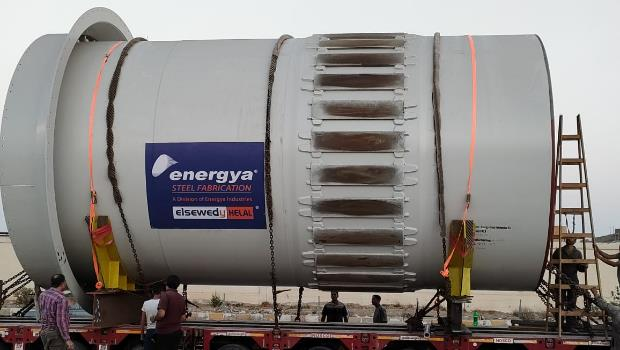 energya
STEEL FABRICATION
A Division of Energya Industries
elsewedy HELAL